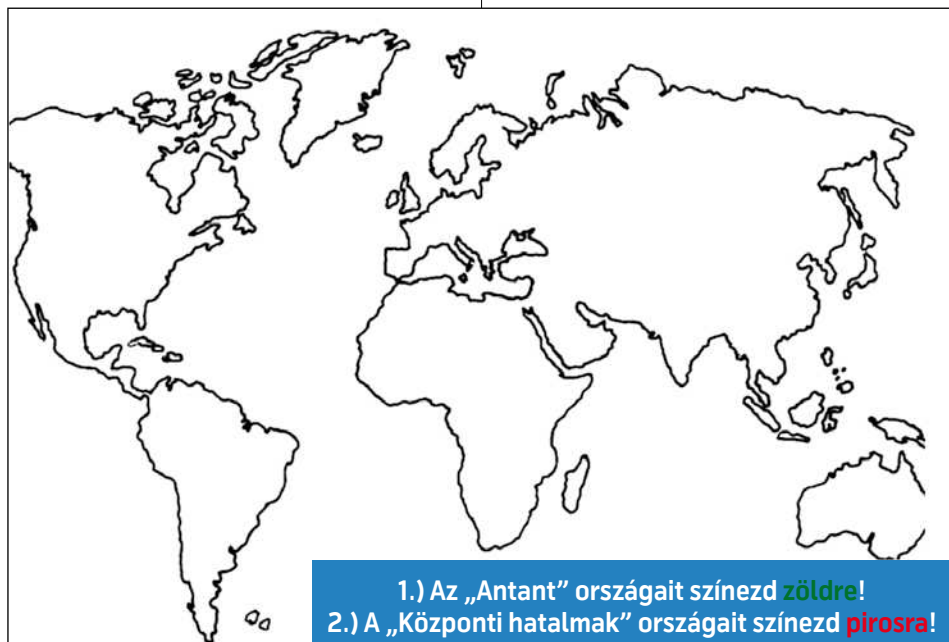 1.) Az „Antant” országait színezd zöldre!
2.) A „Központi hatalmak” országait színezd pirosra!